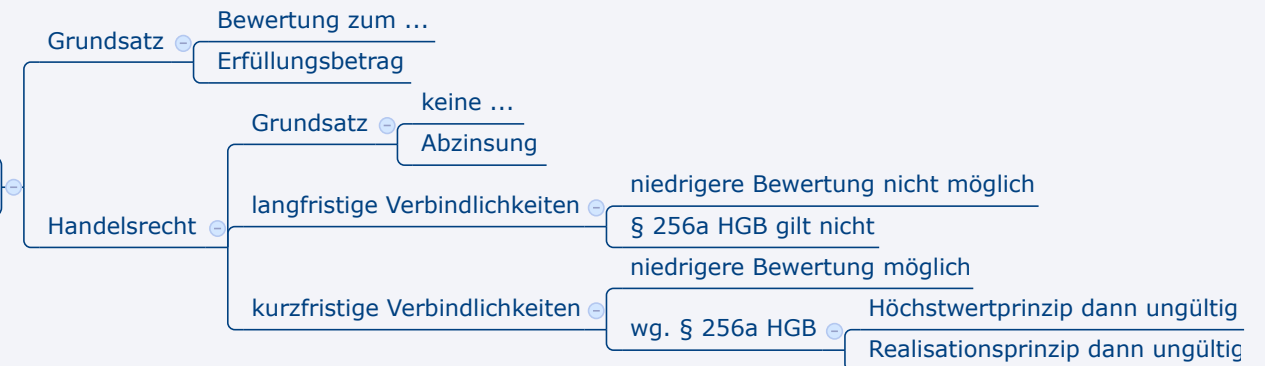 Grundsatz
Bewertung zum ...
Erfüllungsbetrag
Handelsrecht
Grundsatz
keine ...
Abzinsung
langfristige Verbindlichkeiten
niedrigere Bewertung nicht möglich
§ 256a HGB gilt nicht
kurzfristige Verbindlichkeiten
niedrigere Bewertung möglich
wg. § 256a HGB
Höchstwertprinzip dann ungültig
Realisationsprinzip dann ungültig